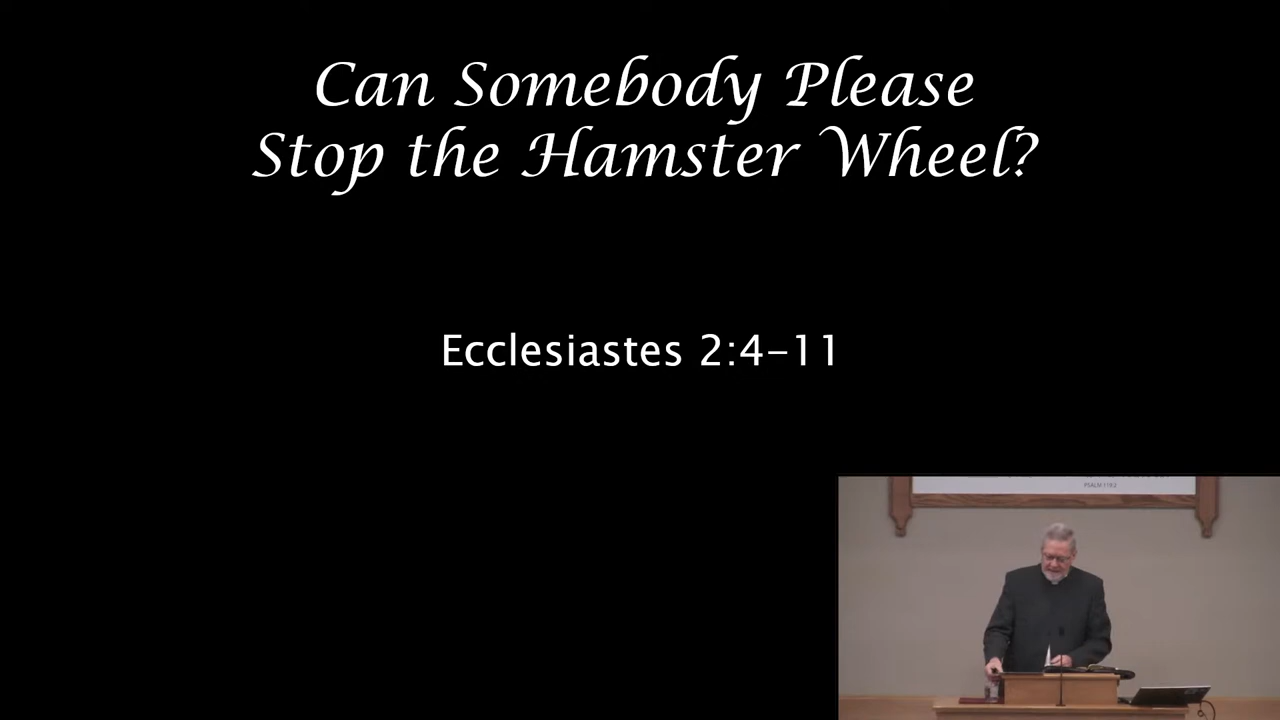 Can Somebody Please
Stop the Hamster Wheel?
Ecclesiastes 2:4–11